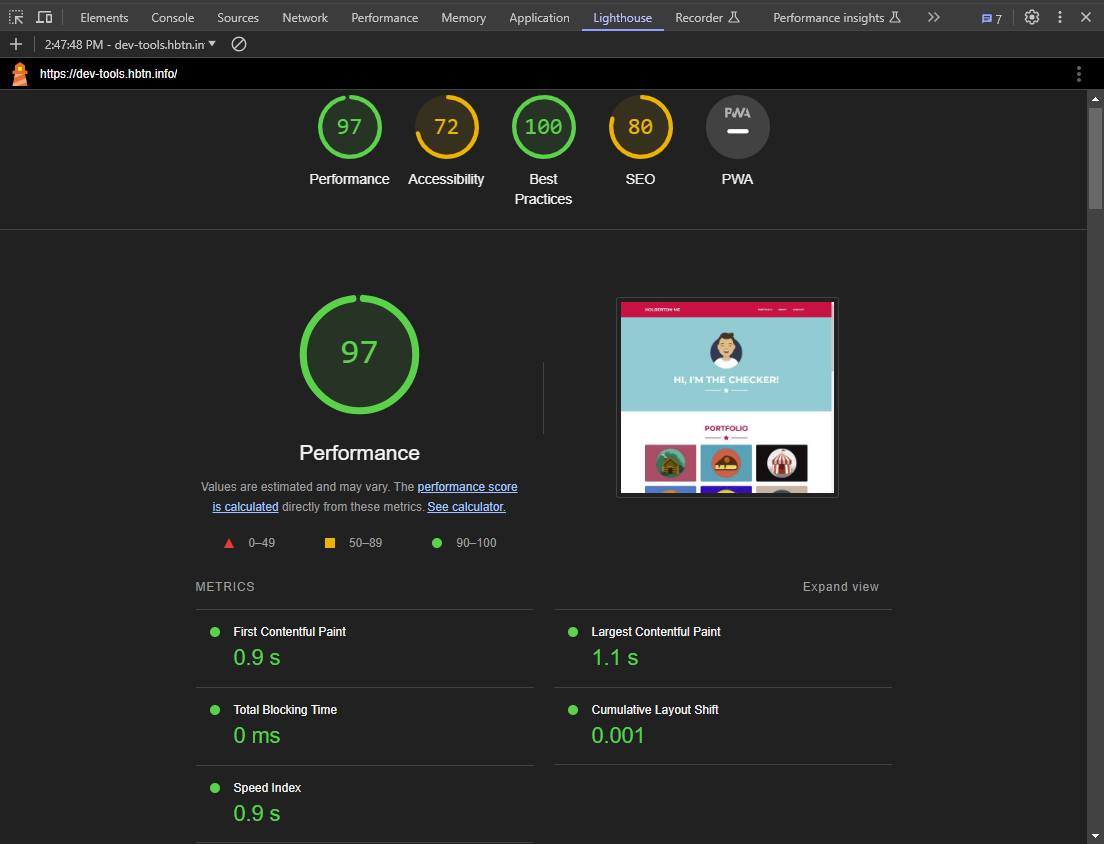 Elements Console Sources Network Performance Memory Application Lighthouse Recorder Performance insights 7
2:47:48 PM - dev-tools.hbtn.in
https://dev-tools.hbtn.info/
97 72 100 80 PWA
Performance Accessibility Best Practices SEO PWA
97
Performance
Values are estimated and may vary. The performance score
is calculated directly from these metrics. See calculator.
0–49 50–89 90–100
HOLBERTON ME PORTFOLIO ABOUT CONTACT
HI, I'M THE CHECKER!
PORTFOLIO
METRICS Expand view
First Contentful Paint
0.9 s
Largest Contentful Paint
1.1 s
Total Blocking Time
0 ms
Cumulative Layout Shift
0.001
Speed Index
0.9 s